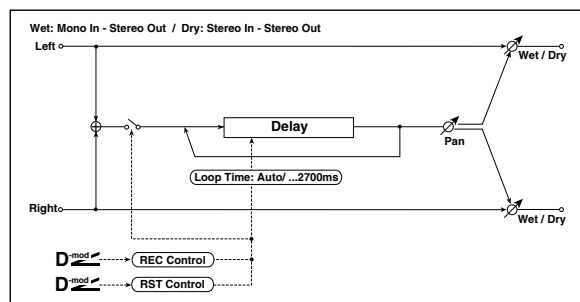 Wet: Mono In - Stereo Out / Dry: Stereo In - Stereo Out
Left
Wet / Dry
Delay
Pan
Loop Time: Auto/ ...2700ms
Right
Wet / Dry
D-mod
REC Control
D-mod
RST Control